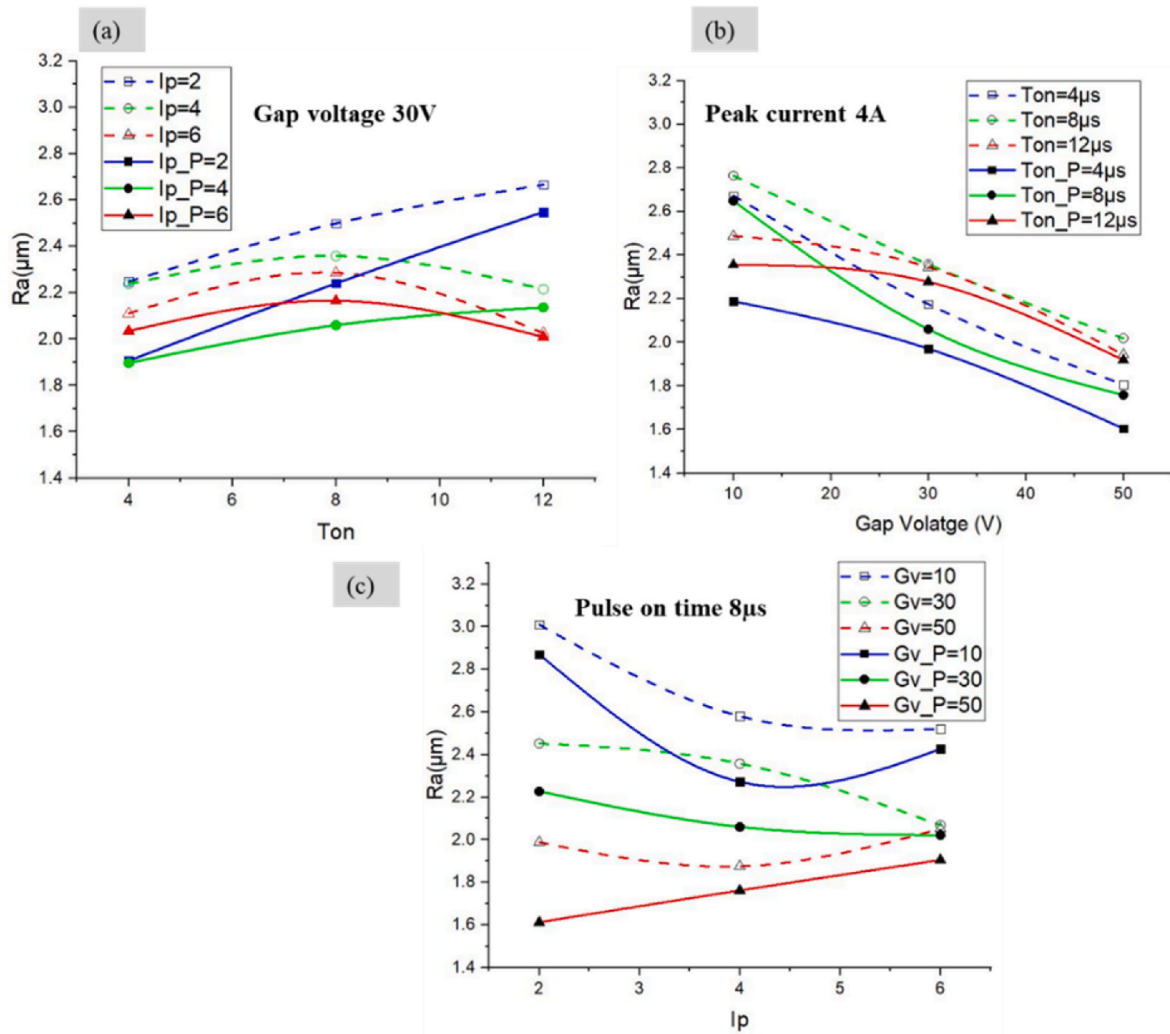 (a)
3.2
3.0
2.8
2.6
2.4
2.2
2.0
1.8
1.6
1.4
Ra(μm)
Ip=2
Ip=4
Ip=6
Ip_P=2
Ip_P=4
Ip_P=6
Gap voltage 30V
4 6 8 10 12
Ton
(b)
3.2
3.0
2.8
2.6
2.4
2.2
2.0
1.8
1.6
1.4
Ra(μm)
Peak current 4A
Ton=4μs
Ton=8μs
Ton=12μs
Ton_P=4μs
Ton_P=8μs
Ton_P=12μs
10 20 30 40 50
Gap Volatge (V)
(c)
3.2
3.0
2.8
2.6
2.4
2.2
2.0
1.8
1.6
1.4
Ra(μm)
Pulse on time 8μs
Gv=10
Gv=30
Gv=50
Gv_P=10
Gv_P=30
Gv_P=50
2 3 4 5 6
Ip